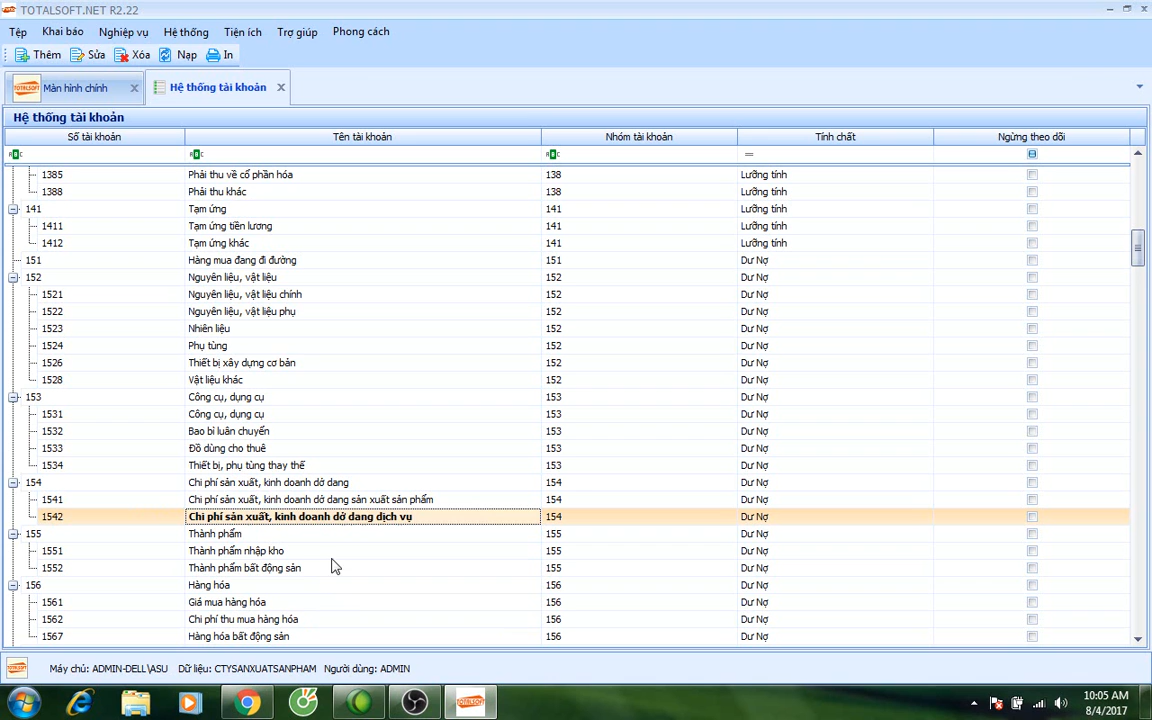 TOTALSOFT.NET R2.22
Tệp Khai báo Nghiệp vụ Hệ thống Tiện ích Trợ giúp Phong cách
Thêm Sửa Xóa Nạp In
TOTALSOFT Màn hình chính Hệ thống tài khoản
Hệ thống tài khoản
Số tài khoản Tên tài khoản Nhóm tài khoản Tính chất Ngừng theo dõi
1385 Phải thu về cổ phần hóa 138 Lưỡng tính
1388 Phải thu khác 138 Lưỡng tính
141 Tạm ứng 141 Lưỡng tính
1411 Tạm ứng tiền lương 141 Lưỡng tính
1412 Tạm ứng khác 141 Lưỡng tính
151 Hàng mua đang đi đường 151 Dư Nợ
152 Nguyên liệu, vật liệu 152 Dư Nợ
1521 Nguyên liệu, vật liệu chính 152 Dư Nợ
1522 Nguyên liệu, vật liệu phụ 152 Dư Nợ
1523 Nhiên liệu 152 Dư Nợ
1524 Phụ tùng 152 Dư Nợ
1526 Thiết bị xây dựng cơ bản 152 Dư Nợ
1528 Vật liệu khác 152 Dư Nợ
153 Công cụ, dụng cụ 153 Dư Nợ
1531 Công cụ, dụng cụ 153 Dư Nợ
1532 Bao bì luân chuyển 153 Dư Nợ
1533 Đồ dùng cho thuê 153 Dư Nợ
1534 Thiết bị, phụ tùng thay thế 153 Dư Nợ
154 Chi phí sản xuất, kinh doanh dở dang 154 Dư Nợ
1541 Chi phí sản xuất, kinh doanh dở dang sản xuất sản phẩm 154 Dư Nợ
1542 Chi phí sản xuất, kinh doanh dở dang dịch vụ 154 Dư Nợ
155 Thành phẩm 155 Dư Nợ
1551 Thành phẩm nhập kho 155 Dư Nợ
1552 Thành phẩm bất động sản 155 Dư Nợ
156 Hàng hóa 156 Dư Nợ
1561 Giá mua hàng hóa 156 Dư Nợ
1562 Chi phí thu mua hàng hóa 156 Dư Nợ
1567 Hàng hóa bất động sản 156 Dư Nợ
Máy chủ: ADMIN-DELL\ASU Dữ liệu: CTYSANXUATSANPHAM Người dùng: ADMIN
10:05 AM
8/4/2017